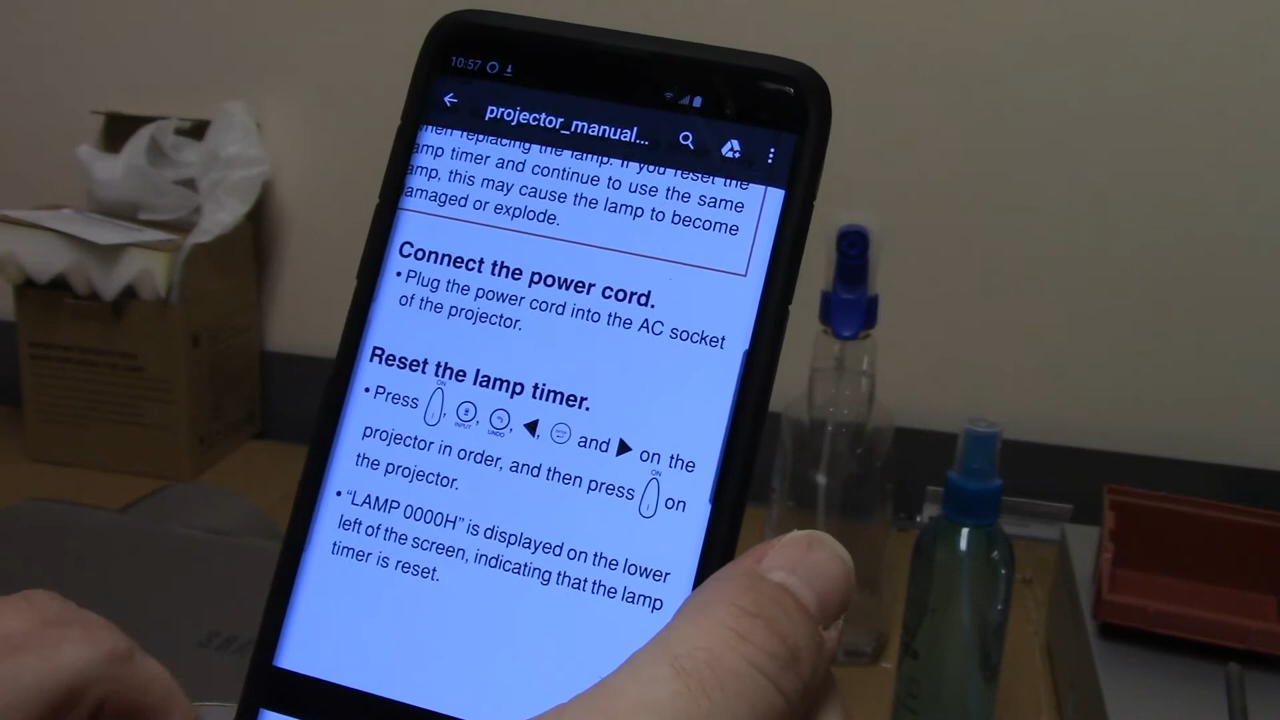 10:57
projector_manual...
when replacing the lamp. If you reset the
amp timer and continue to use the same
amp, this may cause the lamp to become
amaged or explode.
Connect the power cord.
• Plug the power cord into the AC socket
of the projector.
Reset the lamp timer.
ON
• Press , , , ◀, and ▶ on the
INPUT UNDO ENTER
ON
projector in order, and then press on
the projector.
• “LAMP 0000H” is displayed on the lower
left of the screen, indicating that the lamp
timer is reset.